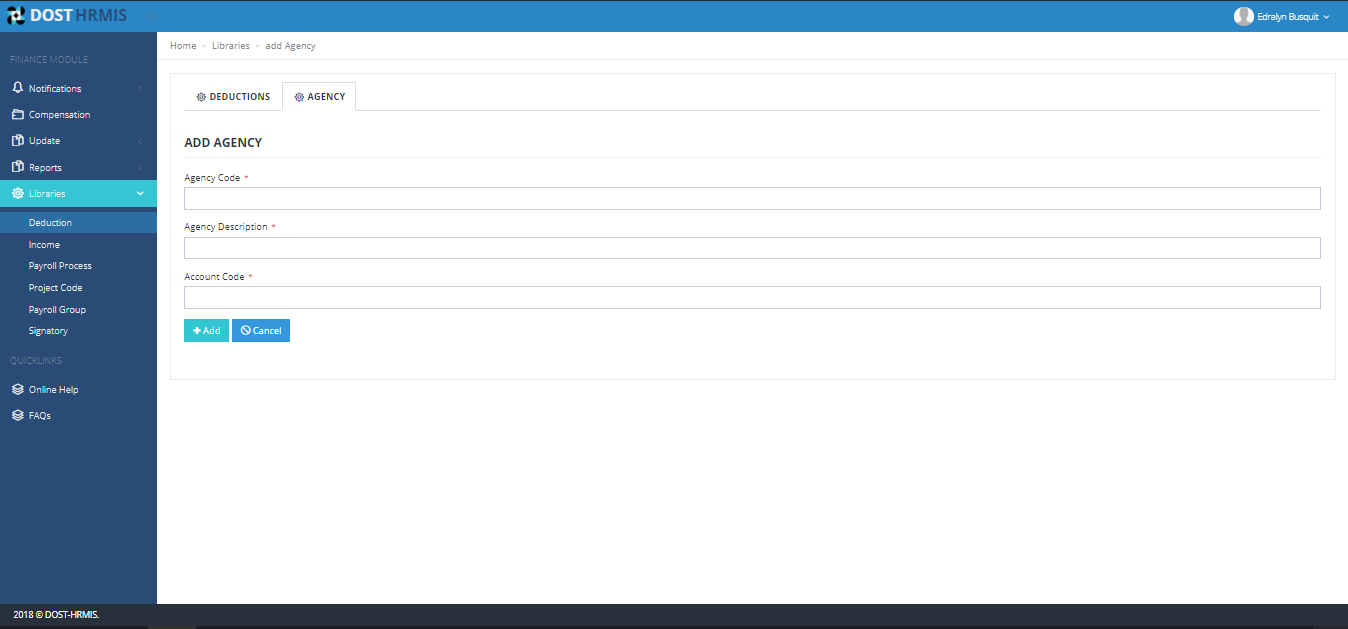 DOST HRMIS
Edralyn Busquit
Home Libraries add Agency
FINANCE MODULE
Notifications
Compensation
Update
Reports
Libraries
Deduction
Income
Payroll Process
Project Code
Payroll Group
Signatory
QUICKLINKS
Online Help
FAQs
DEDUCTIONS AGENCY
ADD AGENCY
Agency Code *
Agency Description *
Account Code *
Add Cancel
2018 © DOST-HRMIS.